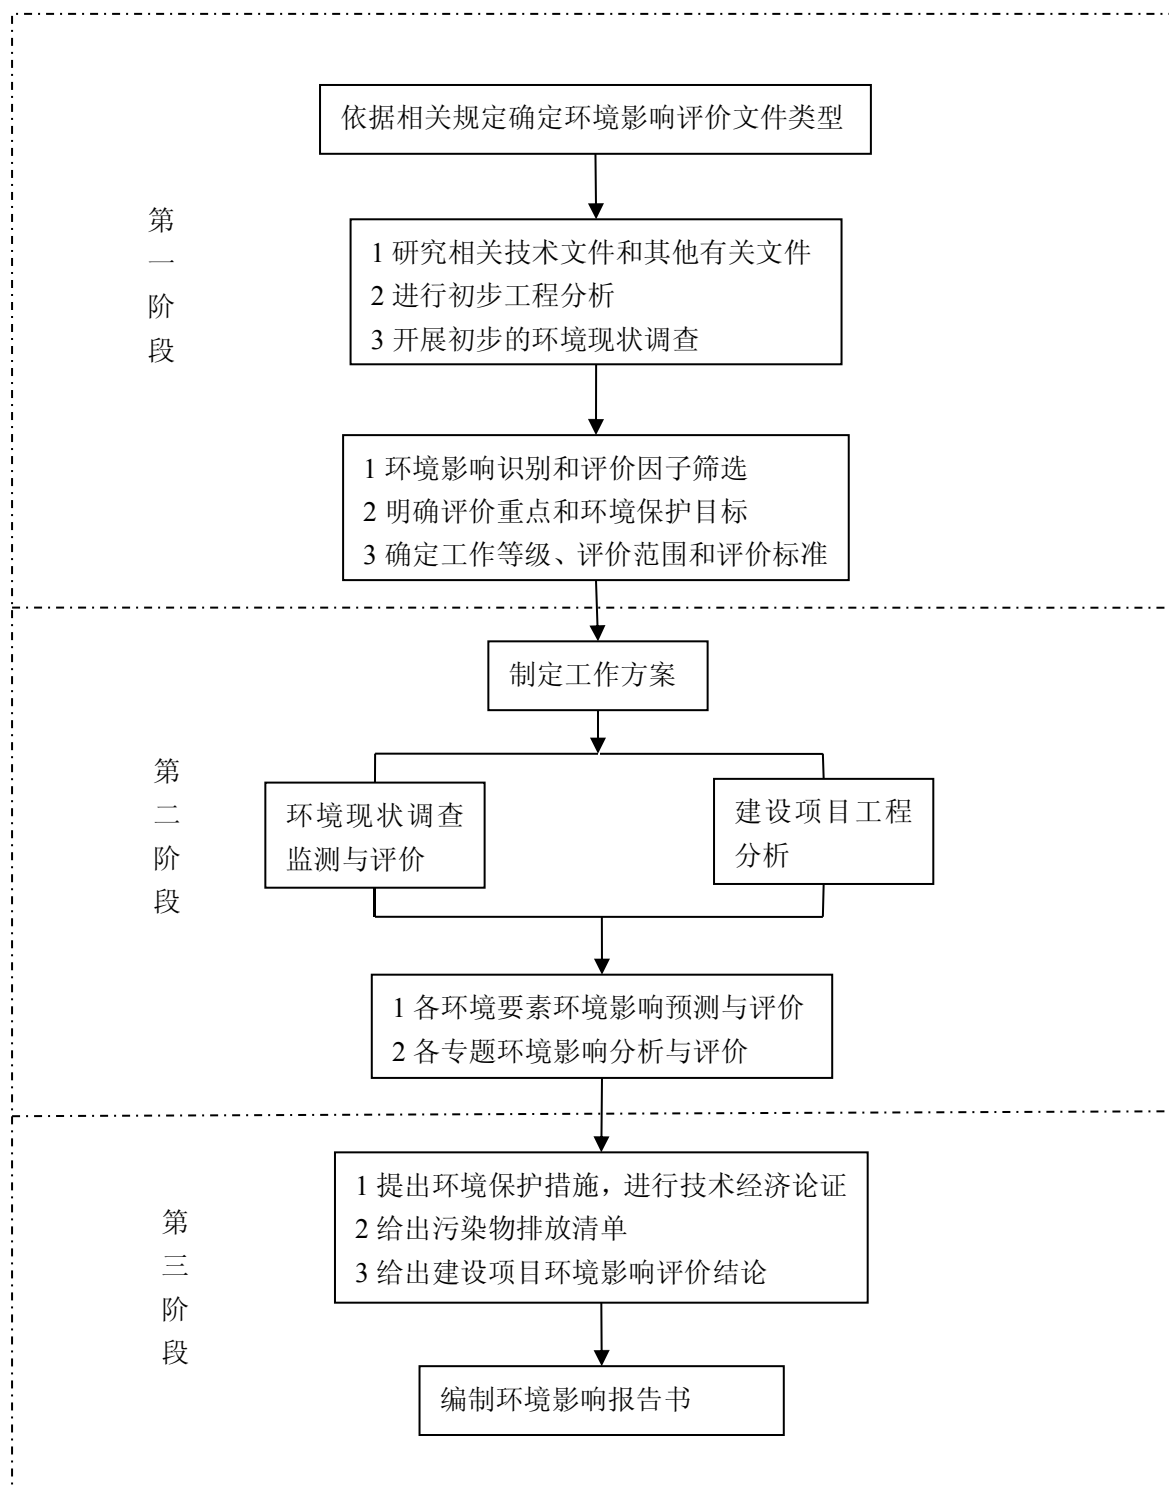 依据相关规定确定环境影响评价文件类型
第
一
阶
段
1 研究相关技术文件和其他有关文件
2 进行初步工程分析
3 开展初步的环境现状调查
1 环境影响识别和评价因子筛选
2 明确评价重点和环境保护目标
3 确定工作等级、评价范围和评价标准
制定工作方案
第
二
阶
段
环境现状调查
监测与评价
建设项目工程
分析
1 各环境要素环境影响预测与评价
2 各专题环境影响分析与评价
第
三
阶
段
1 提出环境保护措施，进行技术经济论证
2 给出污染物排放清单
3 给出建设项目环境影响评价结论
编制环境影响报告书